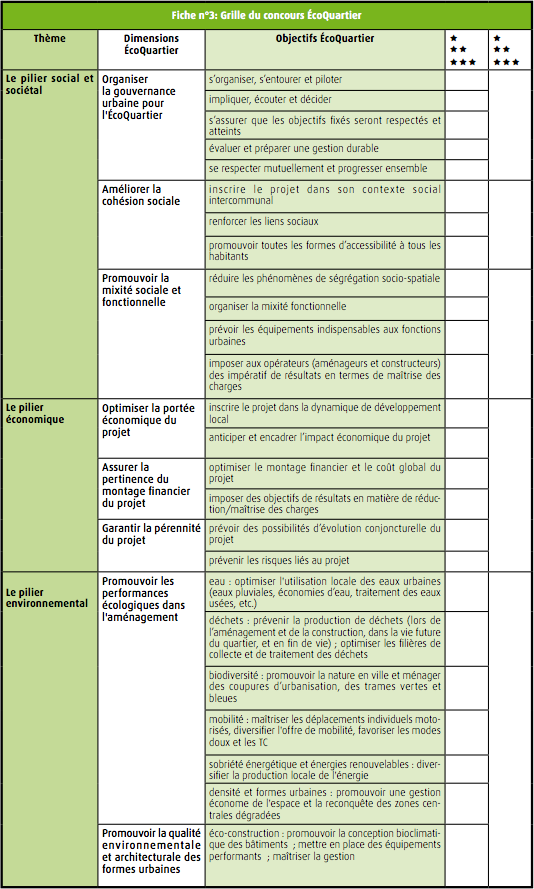 Fiche n°3: Grille du concours ÉcoQuartier
Thème
Dimensions
ÉcoQuartier
Objectifs ÉcoQuartier
★
★★
★★★
★
★★
★★★
Le pilier social et
sociétal
Organiser
la gouvernance
urbaine pour
l'ÉcoQuartier
s’organiser, s’entourer et piloter
impliquer, écouter et décider
s’assurer que les objectifs fixés seront respectés et
atteints
évaluer et préparer une gestion durable
se respecter mutuellement et progresser ensemble
Améliorer la
cohésion sociale
inscrire le projet dans son contexte social
intercommunal
renforcer les liens sociaux
promouvoir toutes les formes d’accessibilité à tous les
habitants
Promouvoir la
mixité sociale et
fonctionnelle
réduire les phénomènes de ségrégation socio-spatiale
organiser la mixité fonctionnelle
prévoir les équipements indispensables aux fonctions
urbaines
imposer aux opérateurs (aménageurs et constructeurs)
des impératif de résultats en termes de maîtrise des
charges
Le pilier
économique
Optimiser la portée
économique du
projet
inscrire le projet dans la dynamique de développement
local
anticiper et encadrer l’impact économique du projet
Assurer la
pertinence du
montage financier
du projet
optimiser le montage financier et le coût global du
projet
imposer des objectifs de résultats en matière de réduc-
tion/maîtrise des charges
Garantir la pérennité
du projet
prévoir des possibilités d’évolution conjoncturelle du
projet
prévenir les risques liés au projet
Le pilier
environnemental
Promouvoir les
performances
écologiques dans
l'aménagement
eau : optimiser l'utilisation locale des eaux urbaines
(eaux pluviales, économies d’eau, traitement des eaux
usées, etc.)
déchets : prévenir la production de déchets (lors de
l’aménagement et de la construction, dans la vie future
du quartier, et en fin de vie) ; optimiser les filières de
collecte et de traitement des déchets
biodiversité : promouvoir la nature en ville et ménager
des coupures d’urbanisation, des trames vertes et
bleues
mobilité : maîtriser les déplacements individuels moto-
risés, diversifier l'offre de mobilité, favoriser les modes
doux et les TC
sobriété énergétique et énergies renouvelables : diver-
sifier la production locale de l'énergie
densité et formes urbaines : promouvoir une gestion
économe de l'espace et la reconquête des zones cen-
trales dégradées
Promouvoir la qualité
environnementale
et architecturale des
formes urbaines
éco-construction : promouvoir la conception bioclimati-
que des bâtiments ; mettre en place des équipements
performants ; maîtriser la gestion